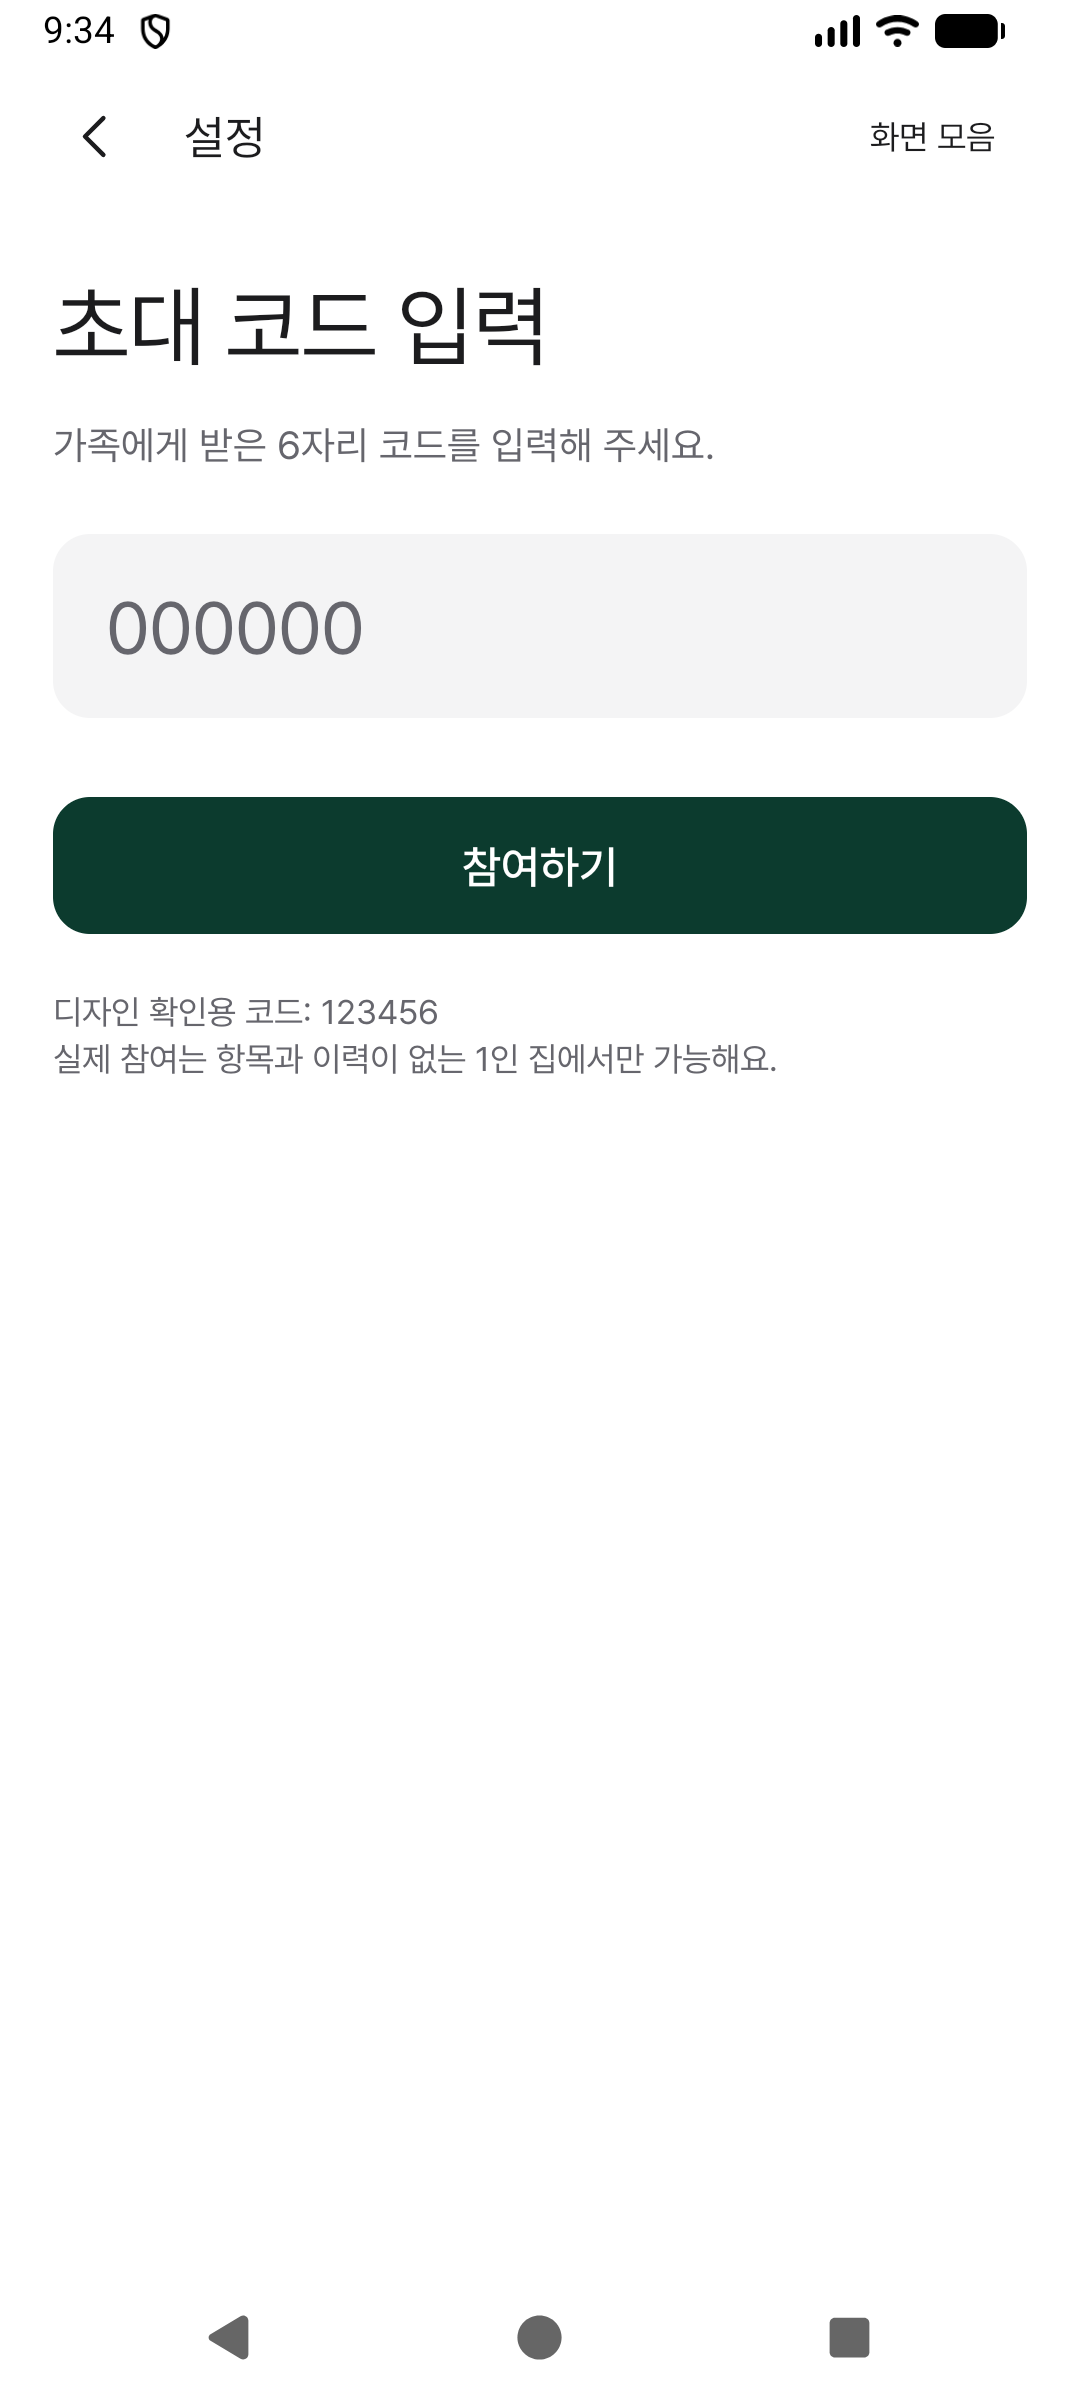 9:34
설정
화면 모음
초대 코드 입력
가족에게 받은 6자리 코드를 입력해 주세요.
000000
참여하기
디자인 확인용 코드: 123456
실제 참여는 항목과 이력이 없는 1인 집에서만 가능해요.